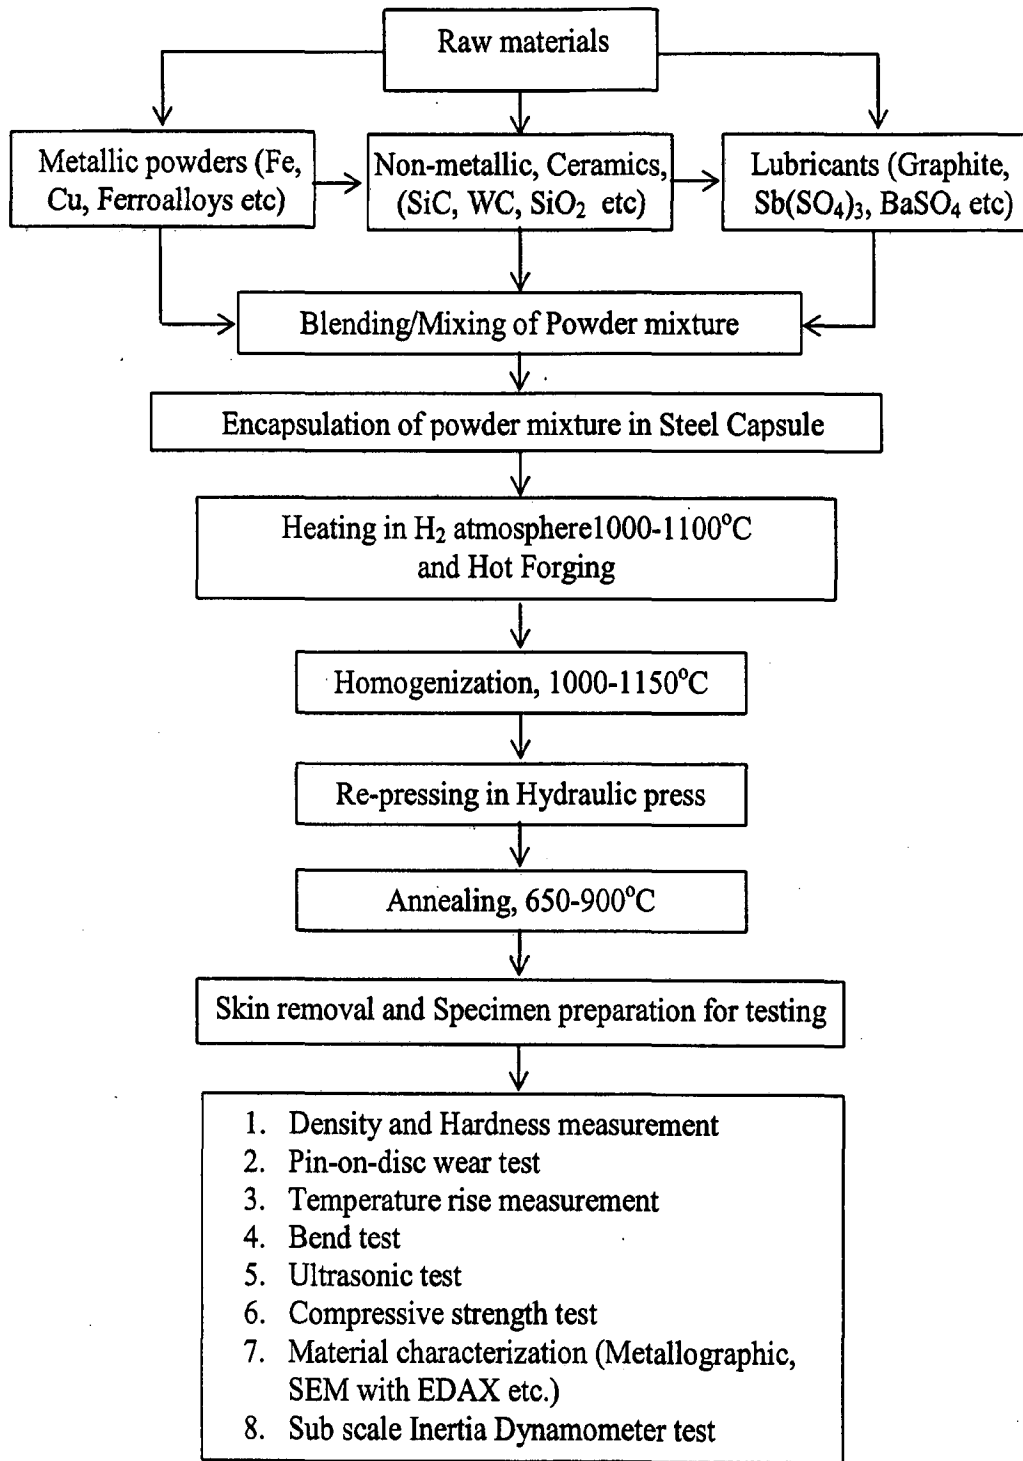 Raw materials
Metallic powders (Fe,
Cu, Ferroalloys etc)
Non-metallic, Ceramics,
(SiC, WC, SiO₂ etc)
Lubricants (Graphite,
Sb(SO₄)₃, BaSO₄ etc)
Blending/Mixing of Powder mixture
Encapsulation of powder mixture in Steel Capsule
Heating in H₂ atmosphere1000-1100°C
and Hot Forging
Homogenization, 1000-1150°C
Re-pressing in Hydraulic press
Annealing, 650-900°C
Skin removal and Specimen preparation for testing
1. Density and Hardness measurement
2. Pin-on-disc wear test
3. Temperature rise measurement
4. Bend test
5. Ultrasonic test
6. Compressive strength test
7. Material characterization (Metallographic,
SEM with EDAX etc.)
8. Sub scale Inertia Dynamometer test